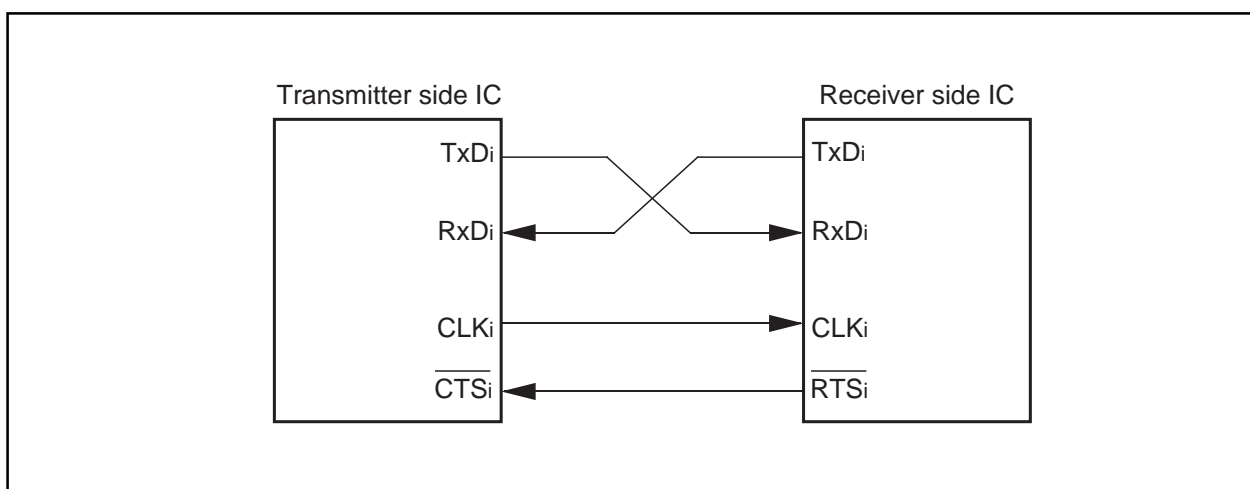 Transmitter side IC
TxDi
RxDi
CLKi
CTSi
Receiver side IC
TxDi
RxDi
CLKi
RTSi